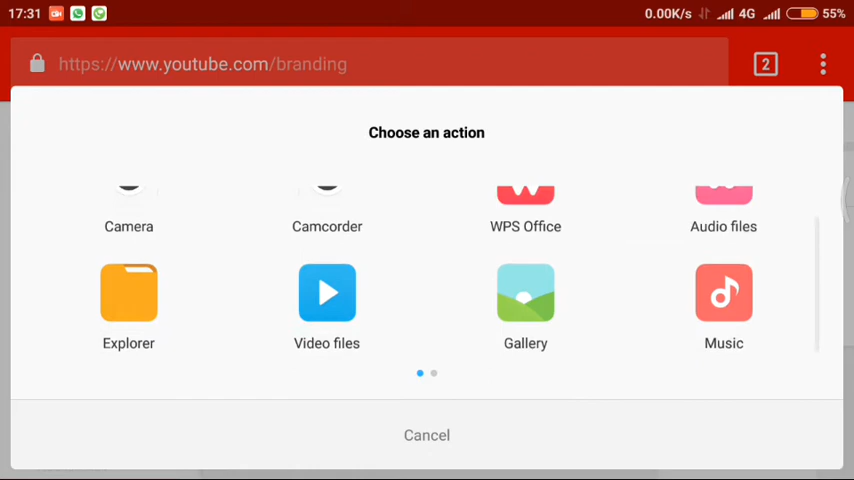 17:31 0.00K/s 4G 55%
https://www.youtube.com/branding 2
Choose an action
Camera Camcorder WPS Office Audio files
Explorer Video files Gallery Music
Cancel